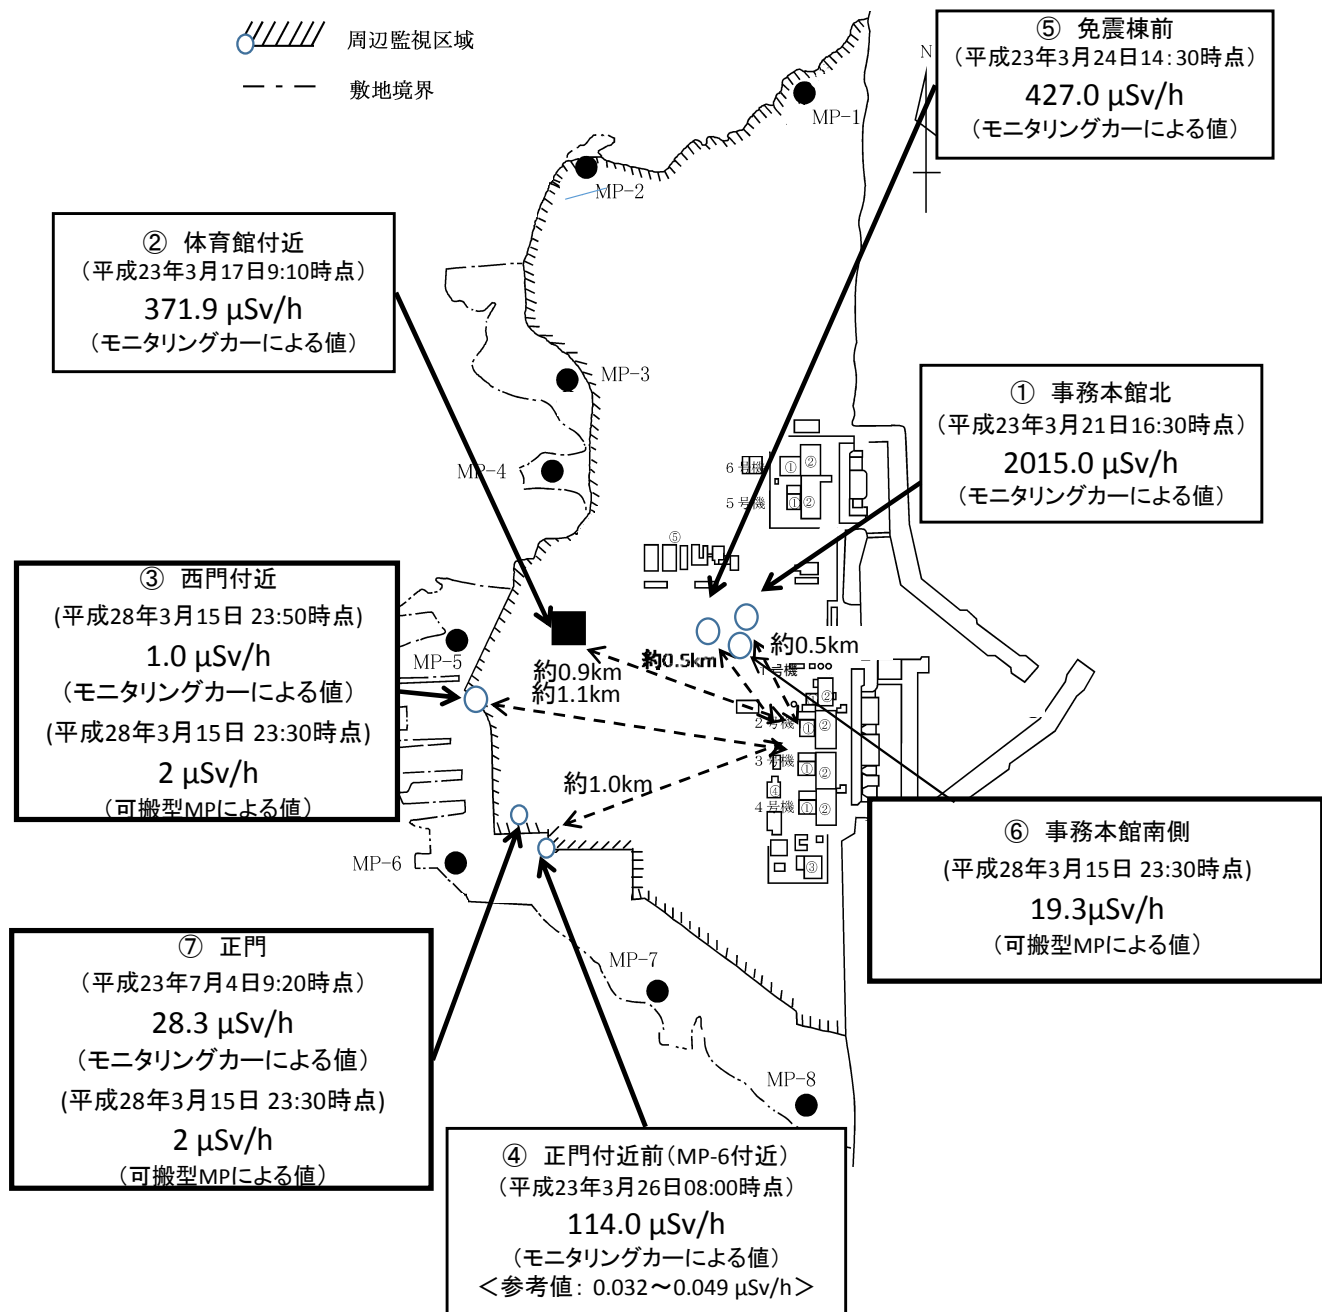 周辺監視区域
敷地境界
⑤ 免震棟前
（平成23年3月24日14:30時点）
427.0 μSv/h
（モニタリングカーによる値）
N
MP-1
MP-2
② 体育館付近
（平成23年3月17日9:10時点）
371.9 μSv/h
（モニタリングカーによる値）
MP-3
① 事務本館北
（平成23年3月21日16:30時点）
2015.0 μSv/h
（モニタリングカーによる値）
MP-4
6号機
① ②
5号機
① ②
⑤
③ 西門付近
(平成28年3月15日 23:50時点)
1.0 μSv/h
（モニタリングカーによる値）
(平成28年3月15日 23:30時点)
2 μSv/h
（可搬型MPによる値）
MP-5
約0.9km
約1.1km
約0.5km
約0.5km
1号機
②
2号機
① ②
3号機
① ②
④
4号機
① ②
③
約1.0km
⑥ 事務本館南側
(平成28年3月15日 23:30時点)
19.3μSv/h
（可搬型MPによる値）
MP-6
⑦ 正門
（平成23年7月4日9:20時点）
28.3 μSv/h
（モニタリングカーによる値）
(平成28年3月15日 23:30時点)
2 μSv/h
（可搬型MPによる値）
MP-7
MP-8
④ 正門付近前（MP-6付近）
（平成23年3月26日08:00時点）
114.0 μSv/h
（モニタリングカーによる値）
＜参考値: 0.032～0.049 μSv/h＞